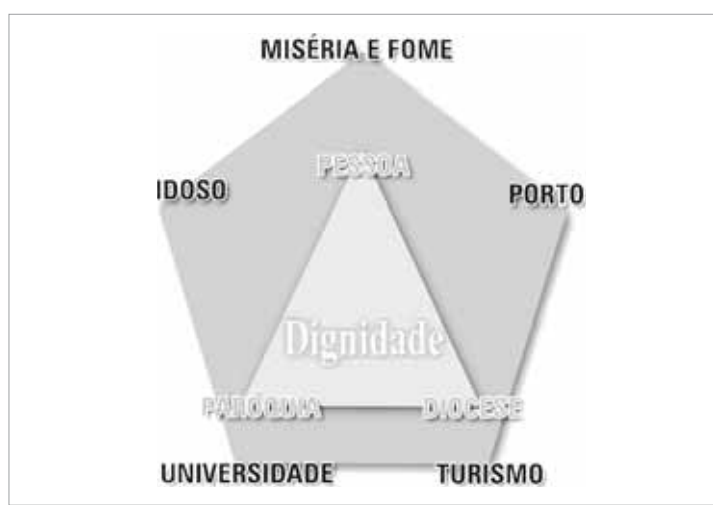 MISÉRIA E FOME
PESSOA
IDOSO
PORTO
Dignidade
PARÓQUIA
DIOCESE
UNIVERSIDADE
TURISMO